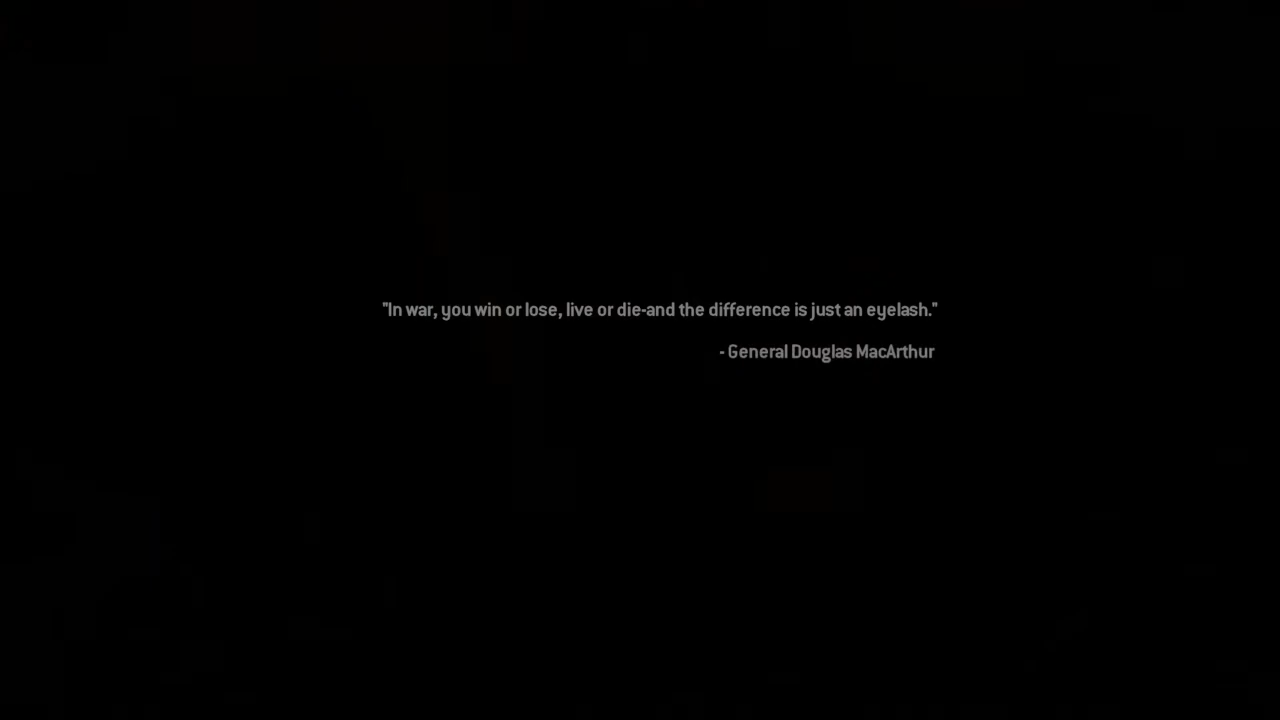 "In war, you win or lose, live or die-and the difference is just an eyelash."
- General Douglas MacArthur